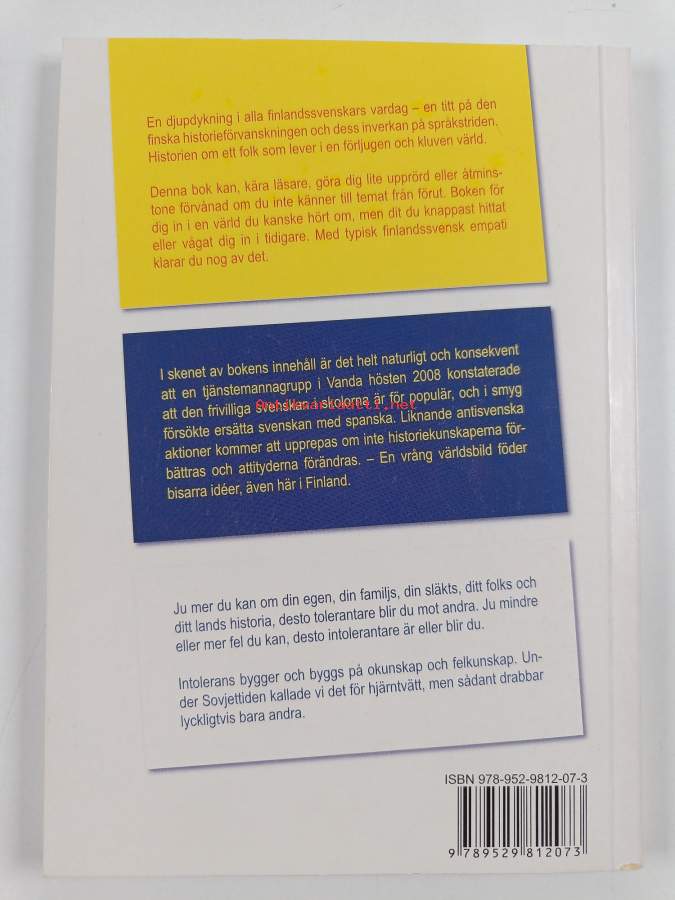 En djupdykning i alla finlandssvenskars vardag – en titt på den
finska historieförvanskningen och dess inverkan på språkstriden.
Historien om ett folk som lever i en förljugen och kluven värld.
Denna bok kan, kära läsare, göra dig lite upprörd eller åtmins-
tone förvånad om du inte känner till temat från förut. Boken för
dig in i en värld du kanske hört om, men dit du knappast hittat
eller vågat dig in i tidigare. Med typisk finlandssvensk empati
klarar du nog av det.
I skenet av bokens innehåll är det helt naturligt och konsekvent
att en tjänstemannagrupp i Vanda hösten 2008 konstaterade
att den frivilliga svenskan i skolorna är för populär, och i smyg
Antikvariaatti.net
försökte ersätta svenskan med spanska. Liknande antisvenska
aktioner kommer att upprepas om inte historiekunskaperna för-
bättras och attityderna förändras. – En vrång världsbild föder
bisarra idéer, även här i Finland.
Ju mer du kan om din egen, din familjs, din släkts, ditt folks och
ditt lands historia, desto tolerantare blir du mot andra. Ju mindre
eller mer fel du kan, desto intolerantare är eller blir du.
Intolerans bygger och byggs på okunskap och felkunskap. Un-
der Sovjettiden kallade vi det för hjärntvätt, men sådant drabbar
lyckligtvis bara andra.
ISBN 978-952-9812-07-3
9 789529 812073